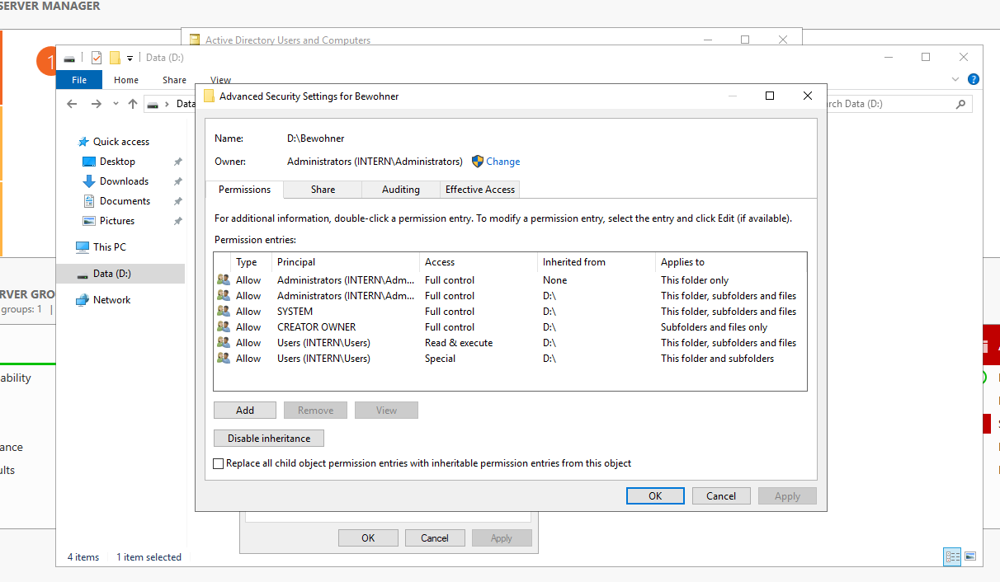 SERVER MANAGER
Active Directory Users and Computers
1
Data (D:)
File Home Share View
Data
Data (D:)
Advanced Security Settings for Bewohner
Name: D:\Bewohner
Owner: Administrators (INTERN\Administrators) Change
Permissions Share Auditing Effective Access
For additional information, double-click a permission entry. To modify a permission entry, select the entry and click Edit (if available).
Permission entries:
Type Principal Access Inherited from Applies to
Allow Administrators (INTERN\Adm... Full control None This folder only
Allow Administrators (INTERN\Adm... Full control D:\ This folder, subfolders and files
Allow SYSTEM Full control D:\ This folder, subfolders and files
Allow CREATOR OWNER Full control D:\ Subfolders and files only
Allow Users (INTERN\Users) Read & execute D:\ This folder, subfolders and files
Allow Users (INTERN\Users) Special D:\ This folder and subfolders
Add Remove View
Disable inheritance
Replace all child object permission entries with inheritable permission entries from this object
OK Cancel Apply
Quick access
Desktop
Downloads
Documents
Pictures
This PC
Data (D:)
Network
groups: 1 |
OK Cancel Apply
4 items 1 item selected